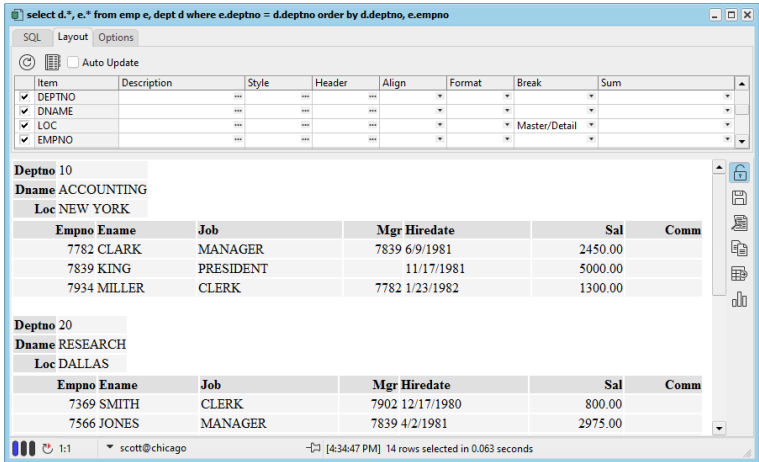 select d.*, e.* from emp e, dept d where e.deptno = d.deptno order by d.deptno, e.empno
SQL Layout Options
Auto Update
Item Description Style Header Align Format Break Sum
DEPTNO
DNAME
LOC Master/Detail
EMPNO
Deptno 10
Dname ACCOUNTING
Loc NEW YORK
Empno Ename Job Mgr Hiredate Sal Comm
7782 CLARK MANAGER 7839 6/9/1981 2450.00
7839 KING PRESIDENT 11/17/1981 5000.00
7934 MILLER CLERK 7782 1/23/1982 1300.00
Deptno 20
Dname RESEARCH
Loc DALLAS
Empno Ename Job Mgr Hiredate Sal Comm
7369 SMITH CLERK 7902 12/17/1980 800.00
7566 JONES MANAGER 7839 4/2/1981 2975.00
1:1 scott@chicago [4:34:47 PM] 14 rows selected in 0.063 seconds